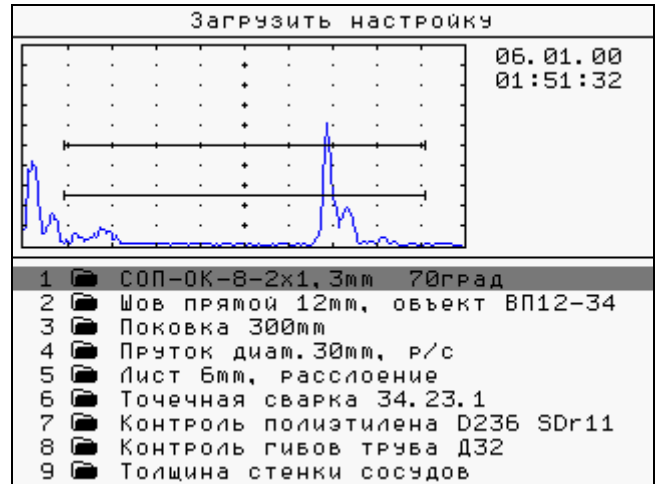 Загрузить настройку
06.01.00
01:51:32
1 СОП-ОК-8-2x1,3mm 70град
2 Шов прямой 12mm, объект ВП12-34
3 Поковка 300mm
4 Пруток диам.30mm, р/с
5 Лист 6mm, расслоение
6 Точечная сварка 34.23.1
7 Контроль полиэтилена D236 SDr11
8 Контроль гибов труба Д32
9 Толщина стенки сосудов